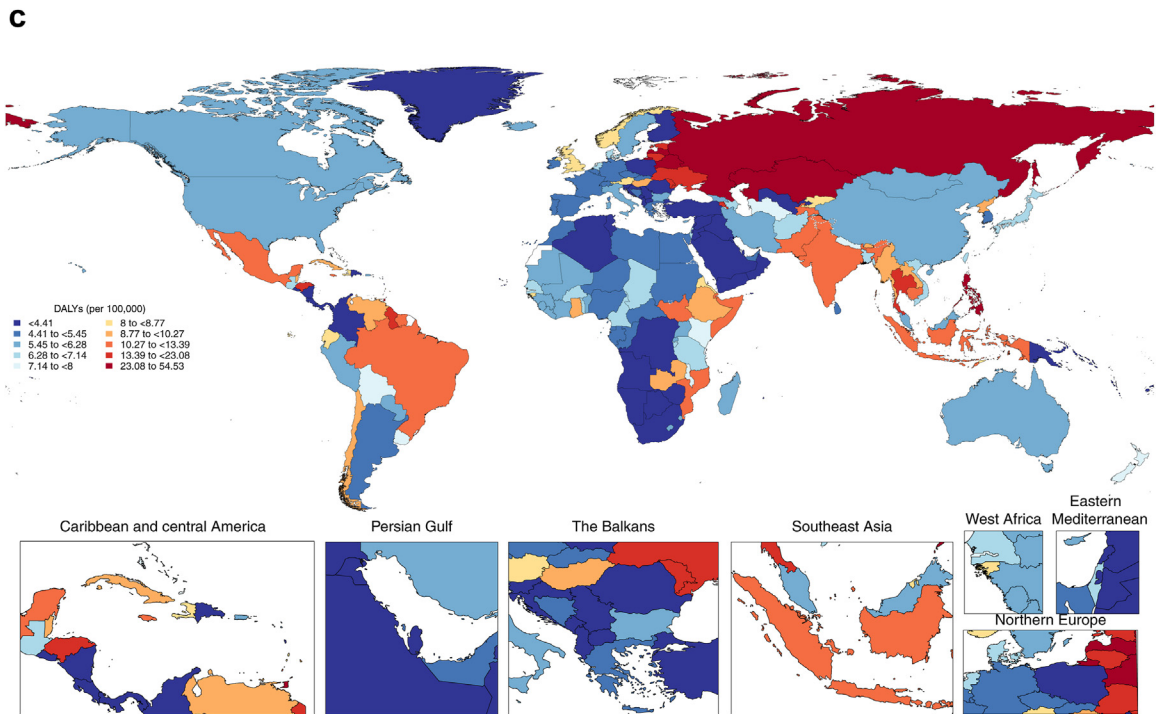 c
DALYs (per 100,000)
<4.41
4.41 to <5.45
5.45 to <6.28
6.28 to <7.14
7.14 to <8
8 to <8.77
8.77 to <10.27
10.27 to <13.39
13.39 to <23.08
23.08 to 54.53
Caribbean and central America
Persian Gulf
The Balkans
Southeast Asia
West Africa
Eastern
Mediterranean
Northern Europe